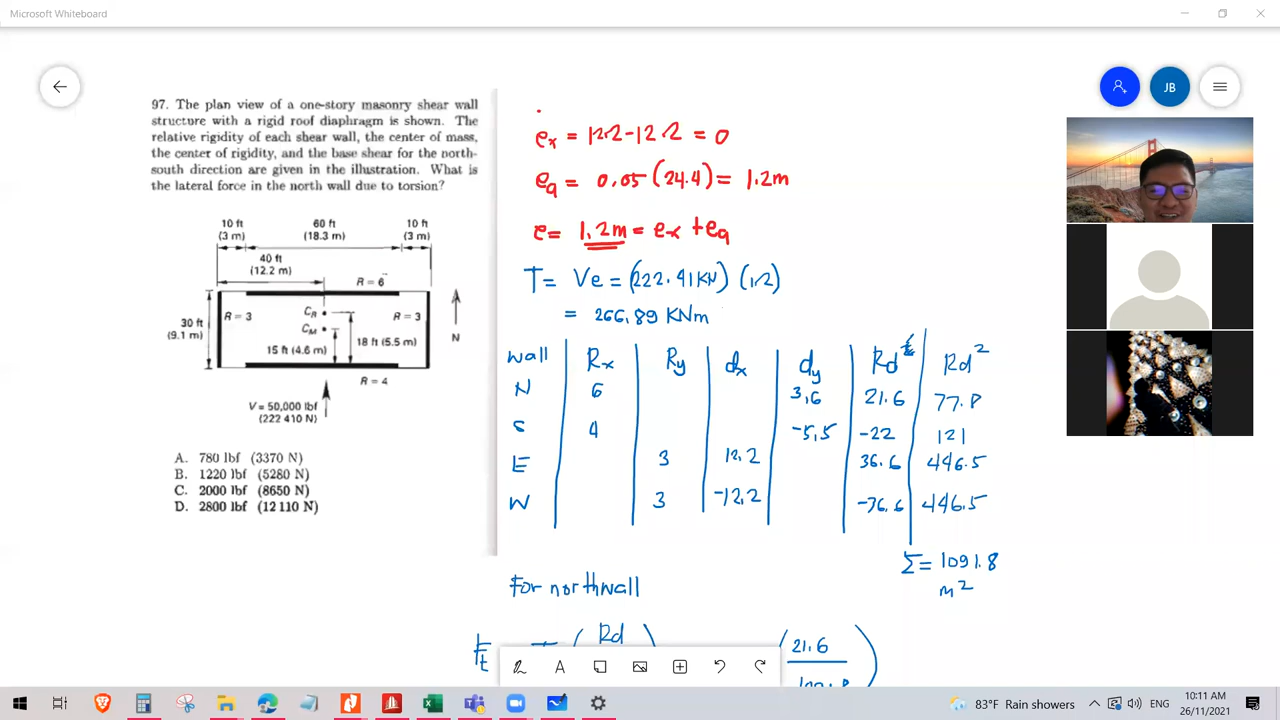 Microsoft Whiteboard
JB
97. The plan view of a one-story masonry shear wall
structure with a rigid roof diaphragm is shown. The
relative rigidity of each shear wall, the center of mass,
the center of rigidity, and the base shear for the north-
south direction are given in the illustration. What is
the lateral force in the north wall due to torsion?
10 ft 60 ft 10 ft
(3 m) (18.3 m) (3 m)
40 ft
(12.2 m)
R = 6
30 ft
(9.1 m)
R = 3
CR
CM
R = 3
15 ft (4.6 m)
18 ft (5.5 m)
N
R = 4
V = 50,000 lbf
(222 410 N)
A. 780 lbf (3370 N)
B. 1220 lbf (5280 N)
C. 2000 lbf (8650 N)
D. 2800 lbf (12 110 N)
ex = 12.2-12.2 = 0
eq = 0.05(24.4) = 1.2m
e = 1.2m = ex + eq
T = Ve = (222.41KN) (1.2)
= 266.89 KNm
Wall Rx Ry dx dy Rd Rd²
N 6 3.6 21.6 77.8
S 4 -5.5 -22 121
E 3 12.2 36.6 446.5
W 3 -12.2 -36.6 446.5
Σ = 1091.8
m²
For north wall
Ft Rd 21.6
83°F Rain showers
ENG
10:11 AM
26/11/2021